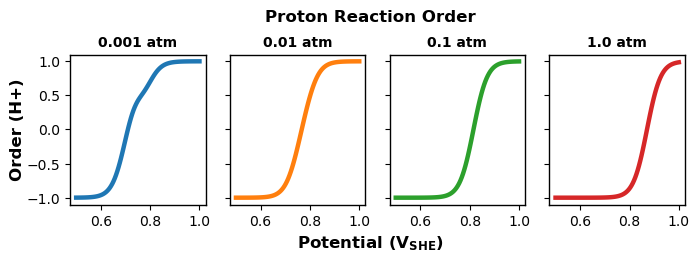 Proton Reaction Order
0.001 atm 0.01 atm 0.1 atm 1.0 atm
Order (H+)
1.0
0.5
0.0
−0.5
−1.0
0.6 0.8 1.0 0.6 0.8 1.0 0.6 0.8 1.0 0.6 0.8 1.0
Potential (V_SHE)